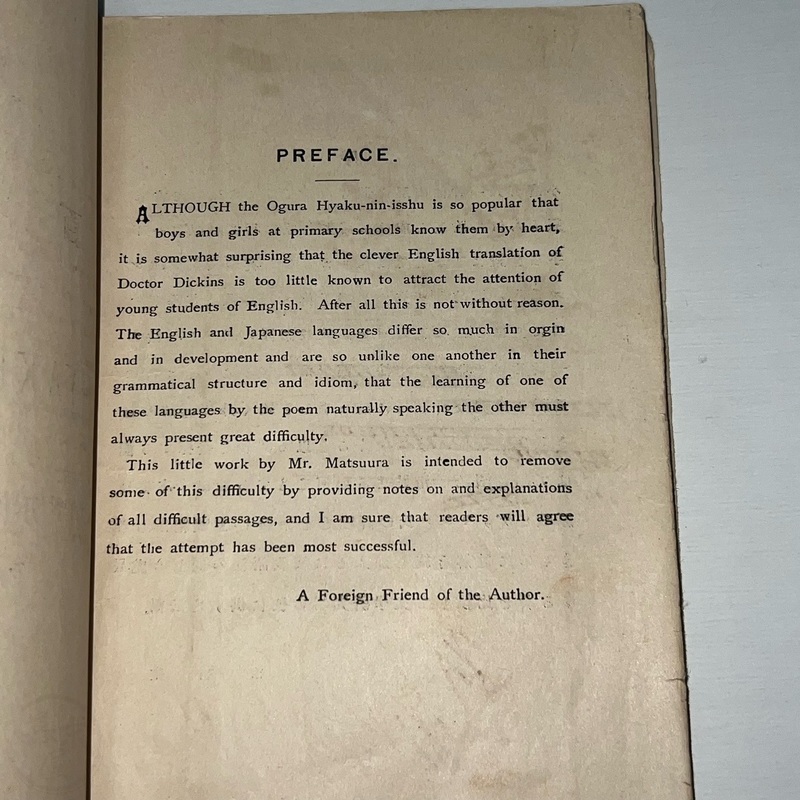 PREFACE.
ALTHOUGH the Ogura Hyaku-nin-isshu is so popular that
boys and girls at primary schools know them by heart,
it is somewhat surprising that the clever English translation of
Doctor Dickins is too little known to attract the attention of
young students of English. After all this is not without reason.
The English and Japanese languages differ so much in orgin
and in development and are so unlike one another in their
grammatical structure and idiom, that the learning of one of
these languages by the poem naturally speaking the other must
always present great difficulty.
This little work by Mr. Matsuura is intended to remove
some of this difficulty by providing notes on and explanations
of all difficult passages, and I am sure that readers will agree
that the attempt has been most successful.
A Foreign Friend of the Author.